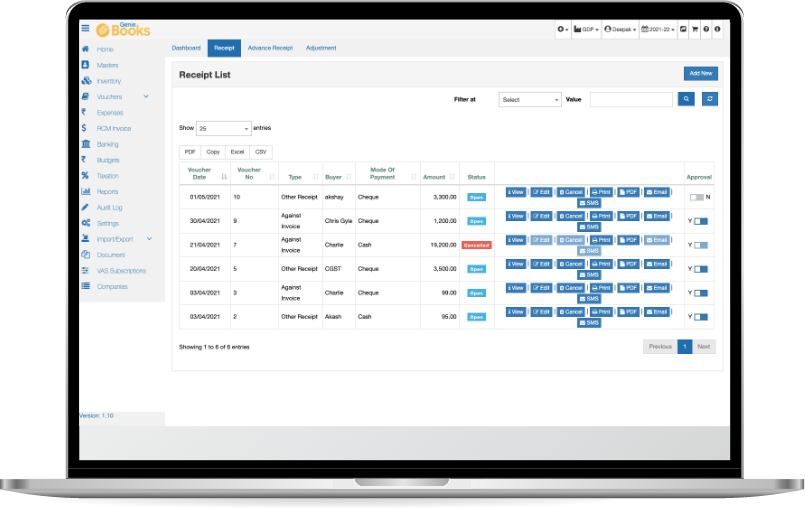 Genie
Books
GDP
Deepak
2021-22
Home
Masters
Inventory
Vouchers
Expenses
RCM Invoice
Banking
Budgets
Taxation
Reports
Audit Log
Settings
Import/Export
Document
VAS Subscriptions
Companies
Version: 1.10
Dashboard Receipt Advance Receipt Adjustment
Receipt List
Add New
Filter at Select Value
Show 25 entries
PDF Copy Excel CSV
Voucher Date Voucher No Type Buyer Mode Of Payment Amount Status Approval
01/05/2021 10 Other Receipt akshay Cheque 3,300.00 Open View Edit Cancel Print PDF Email SMS N
30/04/2021 9 Against Invoice Chris Gyle Cheque 1,200.00 Open View Edit Cancel Print PDF Email SMS Y
21/04/2021 7 Against Invoice Charlie Cash 19,200.00 Cancelled View Edit Cancel Print PDF Email SMS Y
20/04/2021 5 Other Receipt CGST Cheque 3,500.00 Open View Edit Cancel Print PDF Email SMS Y
03/04/2021 3 Against Invoice Charlie Cheque 99.00 Open View Edit Cancel Print PDF Email SMS Y
03/04/2021 2 Other Receipt Akash Cash 95.00 Open View Edit Cancel Print PDF Email SMS Y
Showing 1 to 6 of 6 entries
Previous 1 Next